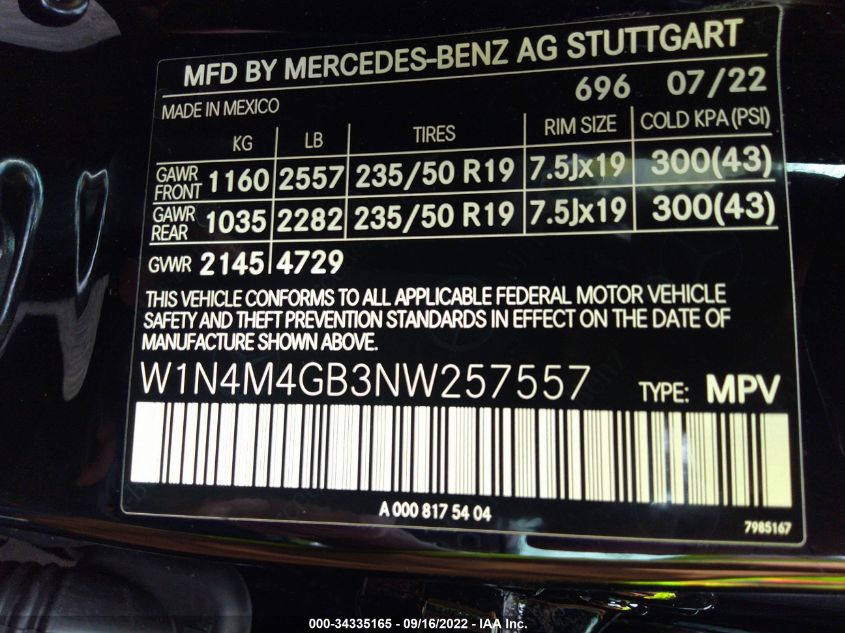 MFD BY MERCEDES-BENZ AG STUTTGART
696 07/22
MADE IN MEXICO
KG LB TIRES RIM SIZE COLD KPA (PSI)
GAWR FRONT 1160 2557 235/50 R19 7.5Jx19 300(43)
GAWR REAR 1035 2282 235/50 R19 7.5Jx19 300(43)
GVWR 2145 4729
THIS VEHICLE CONFORMS TO ALL APPLICABLE FEDERAL MOTOR VEHICLE
SAFETY AND THEFT PREVENTION STANDARDS IN EFFECT ON THE DATE OF
MANUFACTURE SHOWN ABOVE.
W1N4M4GB3NW257557 TYPE: MPV
A 000 817 54 04
7985167
000-34335165 - 09/16/2022 - IAA Inc.